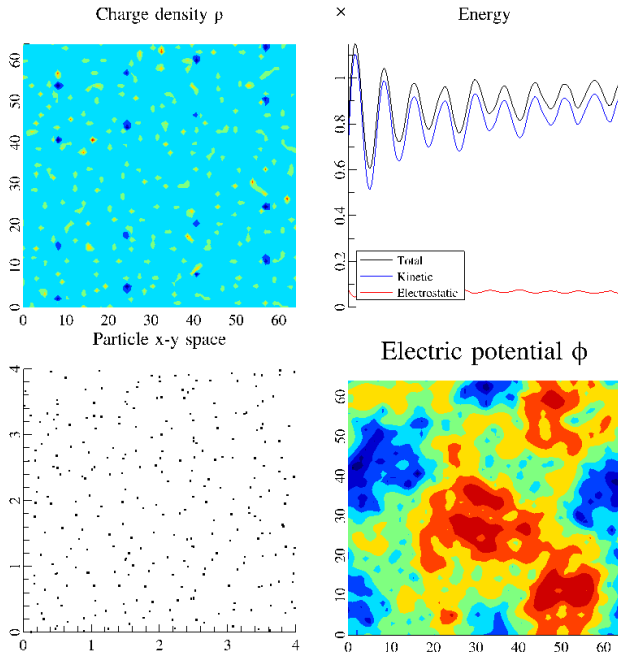 Charge density ρ
60
50
40
30
20
10
0
0 10 20 30 40 50 60
× Energy
1
0.8
0.6
0.4
0.2
0
Total
Kinetic
Electrostatic
Particle x-y space
4
3
2
1
0
0 1 2 3 4
Electric potential ϕ
60
50
40
30
20
10
0
0 10 20 30 40 50 60